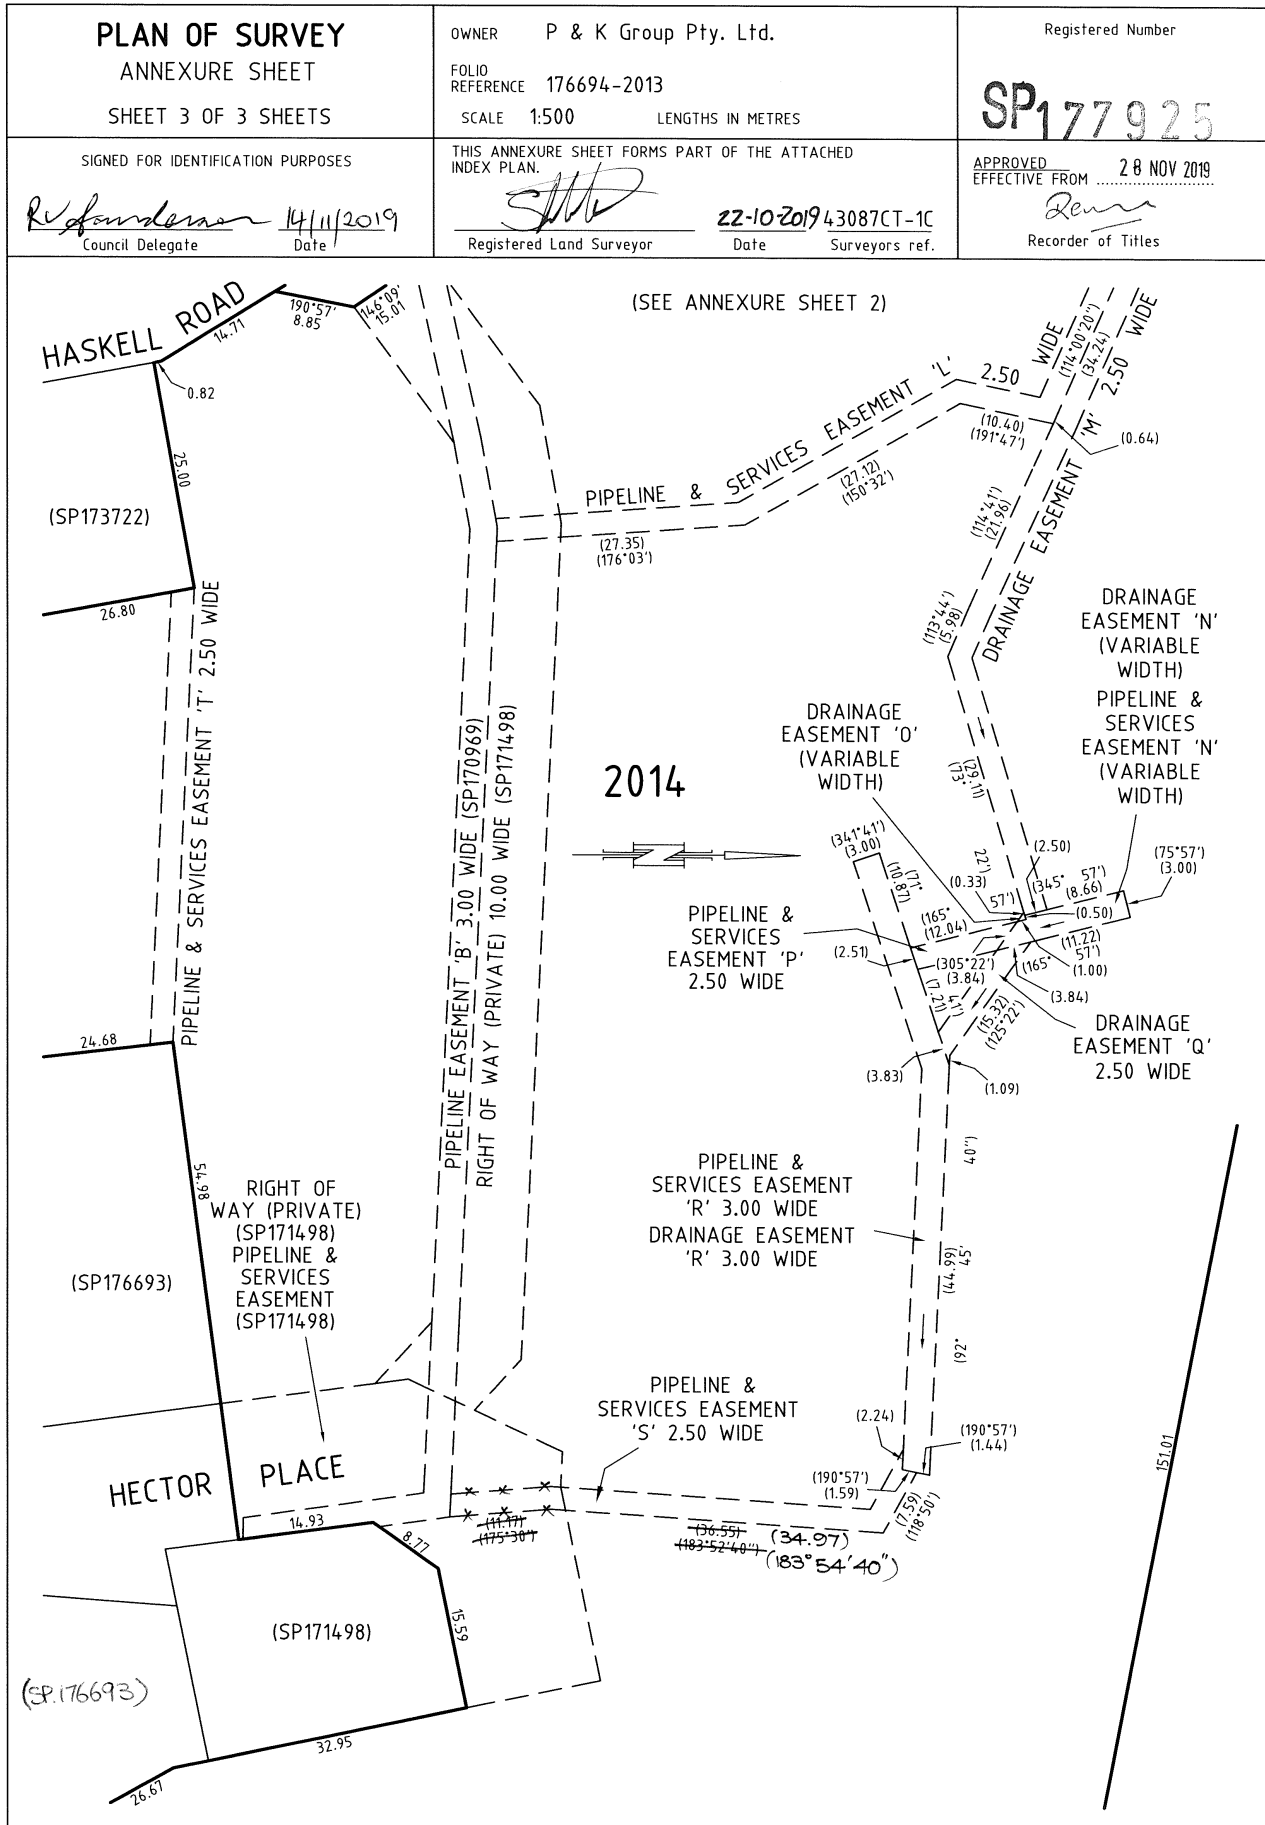 PLAN OF SURVEY
ANNEXURE SHEET
SHEET 3 OF 3 SHEETS
OWNER P & K Group Pty. Ltd.
FOLIO
REFERENCE 176694-2013
SCALE 1:500 LENGTHS IN METRES
Registered Number
SP177925
SIGNED FOR IDENTIFICATION PURPOSES
14/11/2019
Council Delegate Date
THIS ANNEXURE SHEET FORMS PART OF THE ATTACHED
INDEX PLAN.
22-10-2019 43087CT-1C
Registered Land Surveyor Date Surveyors ref.
APPROVED
EFFECTIVE FROM 28 NOV 2019
Recorder of Titles
(SEE ANNEXURE SHEET 2)
HASKELL ROAD
14.71
190°57'
8.85
146°09'
15.01
0.82
25.00
(SP173722)
26.80
PIPELINE & SERVICES EASEMENT 'T' 2.50 WIDE
24.68
54.98
(SP176693)
PIPELINE EASEMENT 'B' 3.00 WIDE (SP170969)
RIGHT OF WAY (PRIVATE) 10.00 WIDE (SP171498)
PIPELINE & SERVICES EASEMENT 'L' 2.50 WIDE
(27.35)
(176°03')
(27.12)
(150°32')
(10.40)
(191°47')
(114°00'20")
(34.24)
(0.64)
DRAINAGE EASEMENT 'M' 2.50 WIDE
(114°41')
(21.96)
(113°44')
(5.98)
(29.11)
(73° 22')
2014
DRAINAGE
EASEMENT 'N'
(VARIABLE
WIDTH)
PIPELINE &
SERVICES
EASEMENT 'N'
(VARIABLE
WIDTH)
DRAINAGE
EASEMENT 'O'
(VARIABLE
WIDTH)
(341°41')
(3.00)
(71° 41')
(10.87)
(0.33)
(2.50)
(345° 57')
(8.66)
(75°57')
(3.00)
(0.50)
(165° 57')
(12.04)
(11.22)
(165° 57')
(1.00)
PIPELINE &
SERVICES
EASEMENT 'P'
2.50 WIDE
(2.51)
(305°22')
(3.84)
(7.21)
(3.84)
(15.32)
(125°22')
DRAINAGE
EASEMENT 'Q'
2.50 WIDE
(3.83)
(1.09)
PIPELINE &
SERVICES EASEMENT
'R' 3.00 WIDE
DRAINAGE EASEMENT
'R' 3.00 WIDE
(44.99)
(92° 45' 40")
RIGHT OF
WAY (PRIVATE)
(SP171498)
PIPELINE &
SERVICES
EASEMENT
(SP171498)
PIPELINE &
SERVICES EASEMENT
'S' 2.50 WIDE
(2.24)
(190°57')
(1.44)
(190°57')
(1.59)
(7.59)
(118°50')
HECTOR PLACE
14.93
8.77
(11.17)
(175°30')
(36.55)
(183°52'40")
(34.97)
(183°54'40")
15.59
(SP171498)
(SP.176693)
32.95
26.67
151.01